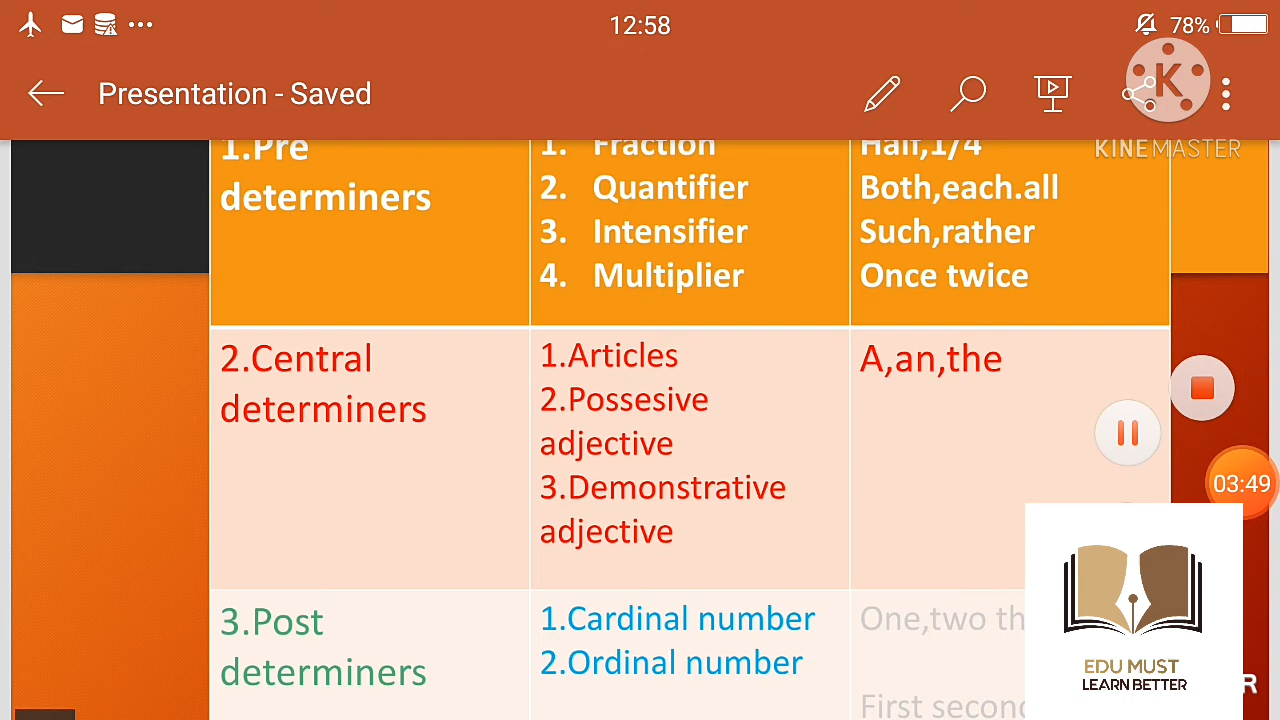 12:58
78%
Presentation - Saved
K
KINEMASTER
1.Pre
determiners
1. Fraction
2. Quantifier
3. Intensifier
4. Multiplier
Half,1/4
Both,each.all
Such,rather
Once twice
2.Central
determiners
1.Articles
2.Possesive
adjective
3.Demonstrative
adjective
A,an,the
03:49
3.Post
determiners
1.Cardinal number
2.Ordinal number
One,two th
First second
EDU MUST
LEARN BETTER
R